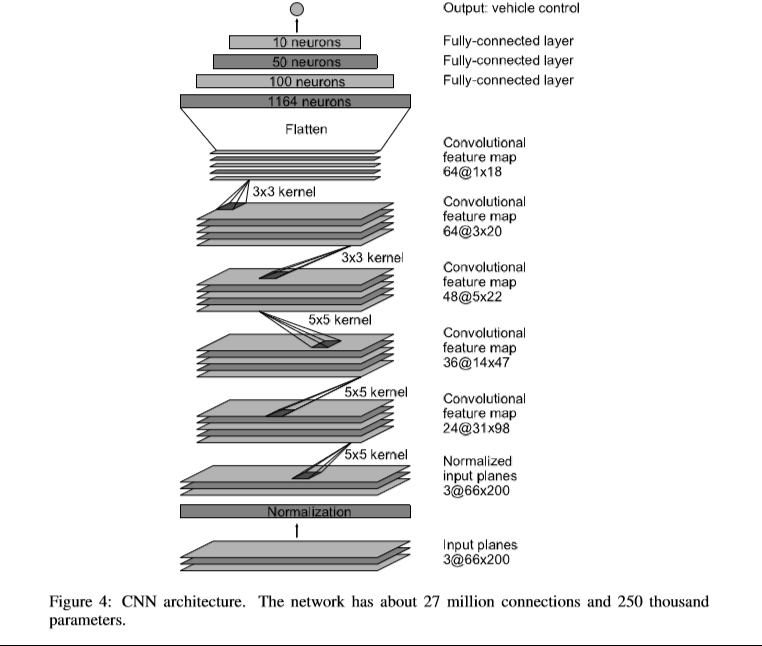 Output: vehicle control
10 neurons
Fully-connected layer
50 neurons
Fully-connected layer
100 neurons
Fully-connected layer
1164 neurons
Flatten
Convolutional
feature map
64@1x18
3x3 kernel
Convolutional
feature map
64@3x20
3x3 kernel
Convolutional
feature map
48@5x22
5x5 kernel
Convolutional
feature map
36@14x47
5x5 kernel
Convolutional
feature map
24@31x98
5x5 kernel
Normalized
input planes
3@66x200
Normalization
Input planes
3@66x200
Figure 4: CNN architecture. The network has about 27 million connections and 250 thousand
parameters.